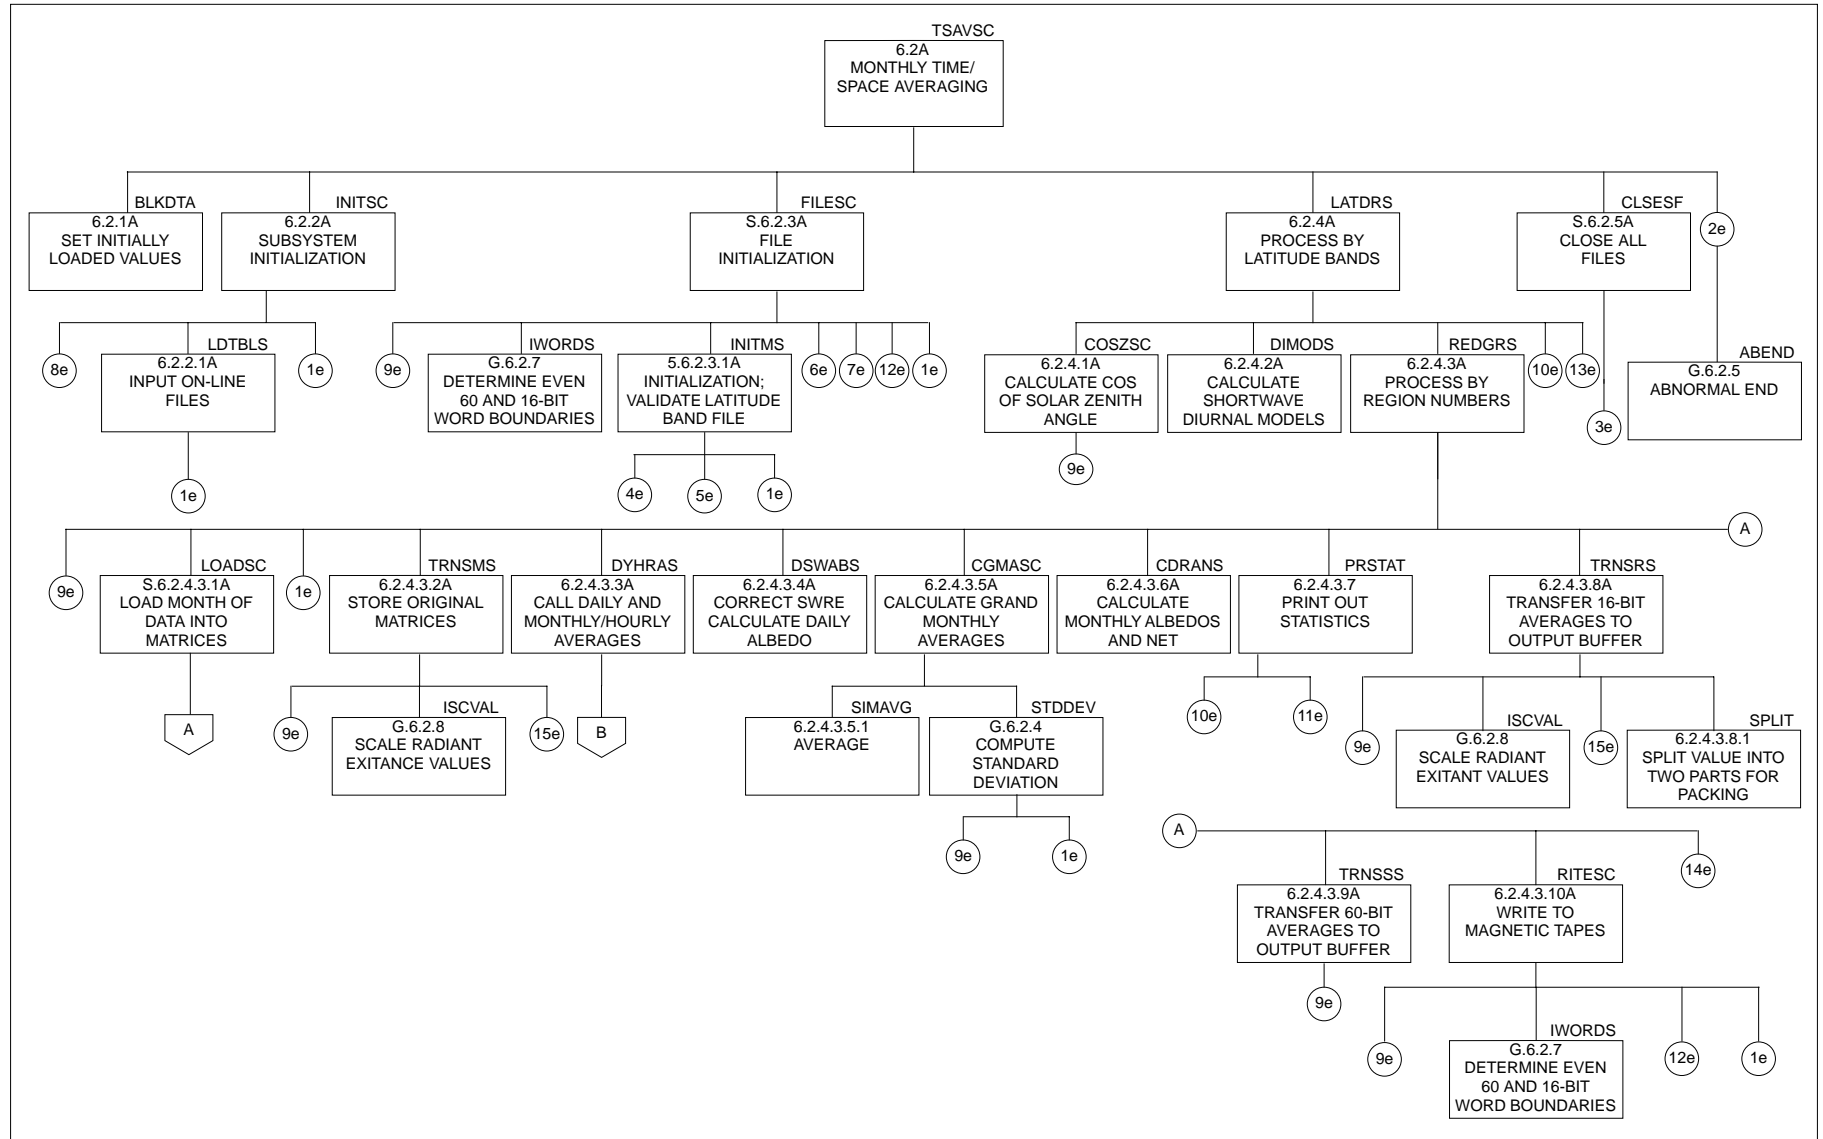 TSAVSC
6.2A
MONTHLY TIME/
SPACE AVERAGING
BLKDTA
6.2.1A
SET INITIALLY
LOADED VALUES
INITSC
6.2.2A
SUBSYSTEM
INITIALIZATION
FILESC
S.6.2.3A
FILE
INITIALIZATION
LATDRS
6.2.4A
PROCESS BY
LATITUDE BANDS
CLSESF
S.6.2.5A
CLOSE ALL
FILES
2e
8e
LDTBLS
6.2.2.1A
INPUT ON-LINE
FILES
1e
1e
9e
IWORDS
G.6.2.7
DETERMINE EVEN
60 AND 16-BIT
WORD BOUNDARIES
INITMS
5.6.2.3.1A
INITIALIZATION;
VALIDATE LATITUDE
BAND FILE
6e
7e
12e
1e
4e
5e
1e
COSZSC
6.2.4.1A
CALCULATE COS
OF SOLAR ZENITH
ANGLE
9e
DIMODS
6.2.4.2A
CALCULATE
SHORTWAVE
DIURNAL MODELS
REDGRS
6.2.4.3A
PROCESS BY
REGION NUMBERS
10e
13e
3e
ABEND
G.6.2.5
ABNORMAL END
A
9e
LOADSC
S.6.2.4.3.1A
LOAD MONTH OF
DATA INTO
MATRICES
A
1e
TRNSMS
6.2.4.3.2A
STORE ORIGINAL
MATRICES
9e
ISCVAL
G.6.2.8
SCALE RADIANT
EXITANCE VALUES
15e
DYHRAS
6.2.4.3.3A
CALL DAILY AND
MONTHLY/HOURLY
AVERAGES
B
DSWABS
6.2.4.3.4A
CORRECT SWRE
CALCULATE DAILY
ALBEDO
CGMASC
6.2.4.3.5A
CALCULATE GRAND
MONTHLY
AVERAGES
SIMAVG
6.2.4.3.5.1
AVERAGE
STDDEV
G.6.2.4
COMPUTE
STANDARD
DEVIATION
9e
1e
CDRANS
6.2.4.3.6A
CALCULATE
MONTHLY ALBEDOS
AND NET
PRSTAT
6.2.4.3.7
PRINT OUT
STATISTICS
10e
11e
TRNSRS
6.2.4.3.8A
TRANSFER 16-BIT
AVERAGES TO
OUTPUT BUFFER
9e
ISCVAL
G.6.2.8
SCALE RADIANT
EXITANT VALUES
15e
SPLIT
6.2.4.3.8.1
SPLIT VALUE INTO
TWO PARTS FOR
PACKING
A
TRNSSS
6.2.4.3.9A
TRANSFER 60-BIT
AVERAGES TO
OUTPUT BUFFER
9e
RITESC
6.2.4.3.10A
WRITE TO
MAGNETIC TAPES
14e
9e
IWORDS
G.6.2.7
DETERMINE EVEN
60 AND 16-BIT
WORD BOUNDARIES
12e
1e